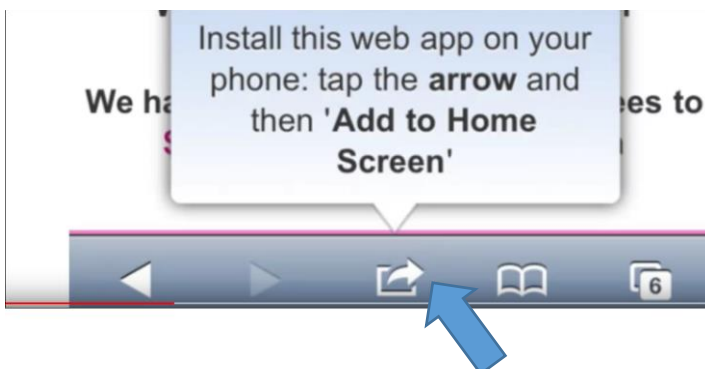 Install this web app on your
phone: tap the arrow and
We ha
ees to
then 'Add to Home
Screen'
6